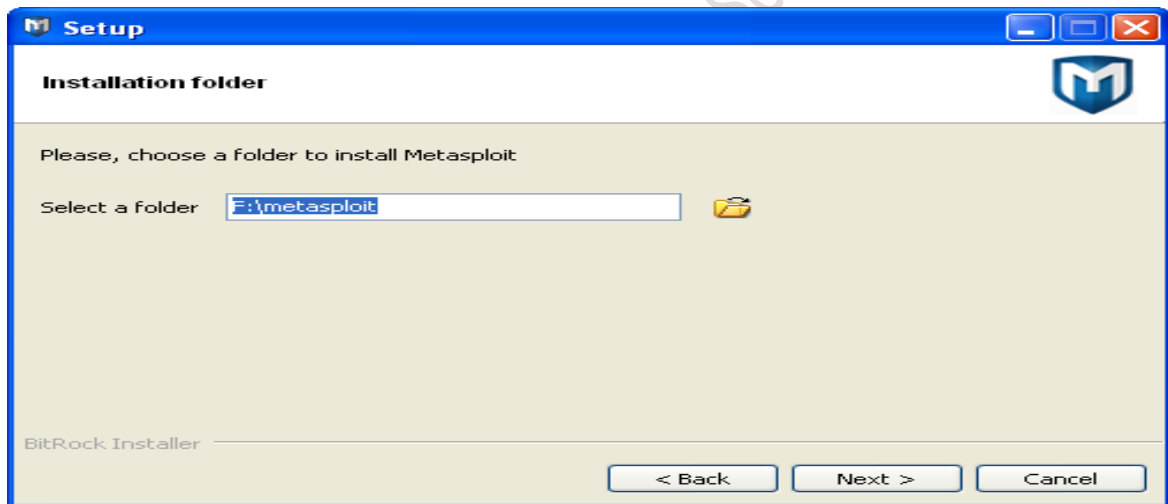 Setup
Installation folder
Please, choose a folder to install Metasploit
Select a folder F:\metasploit
BitRock Installer
< Back Next > Cancel